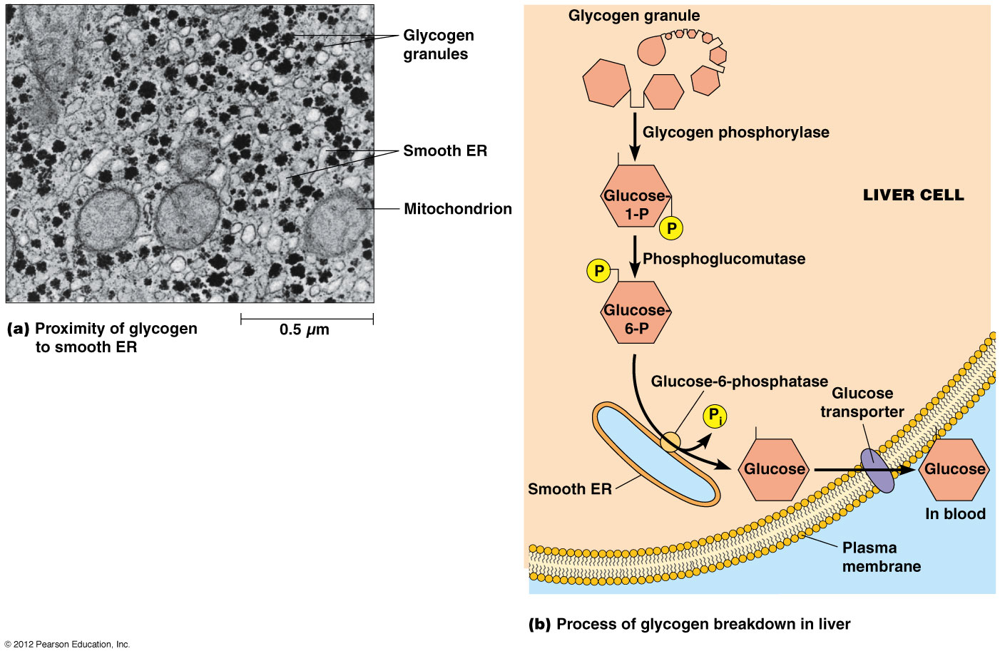 Glycogen
granules
Smooth ER
Mitochondrion
0.5 µm
(a) Proximity of glycogen
to smooth ER
Glycogen granule
Glycogen phosphorylase
Glucose-
1-P
P
LIVER CELL
Phosphoglucomutase
P
Glucose-
6-P
Glucose-6-phosphatase
Pi
Glucose
transporter
Smooth ER
Glucose
Glucose
In blood
Plasma
membrane
(b) Process of glycogen breakdown in liver
© 2012 Pearson Education, Inc.